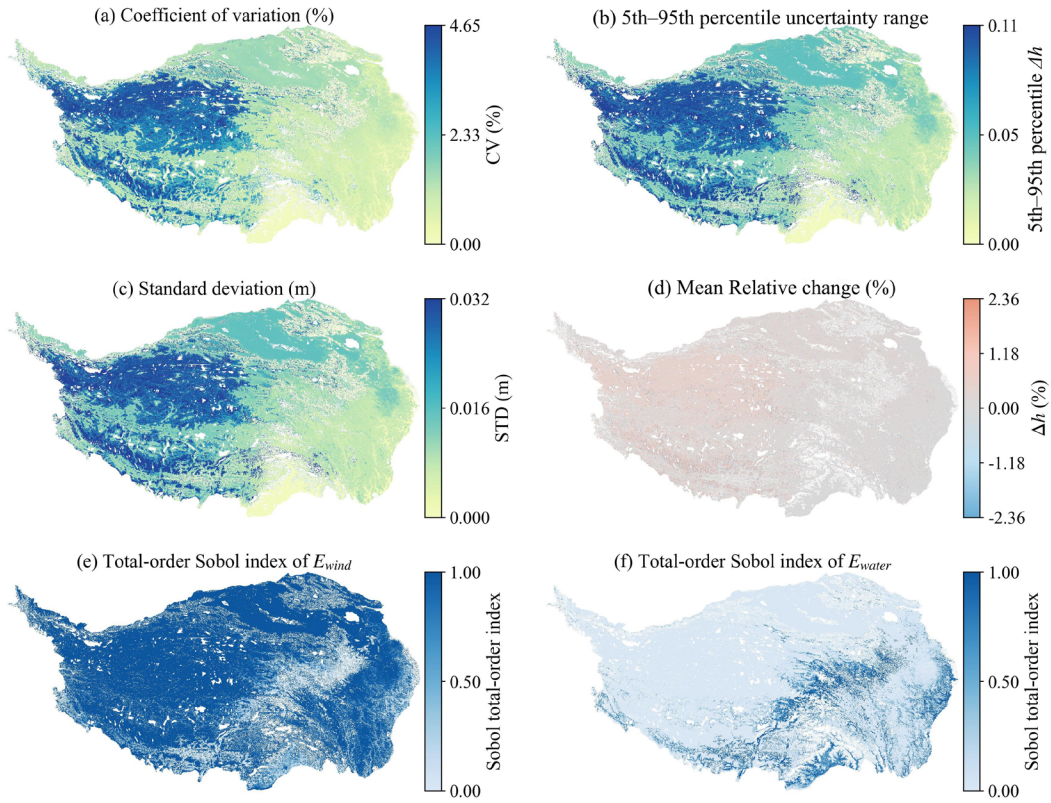 (a) Coefficient of variation (%)
4.65
2.33
0.00
CV (%)
(b) 5th–95th percentile uncertainty range
0.11
0.05
0.00
5th–95th percentile Δh
(c) Standard deviation (m)
0.032
0.016
0.000
STD (m)
(d) Mean Relative change (%)
2.36
1.18
0.00
-1.18
-2.36
Δh (%)
(e) Total-order Sobol index of Ewind
1.00
0.50
0.00
Sobol total-order index
(f) Total-order Sobol index of Ewater
1.00
0.50
0.00
Sobol total-order index